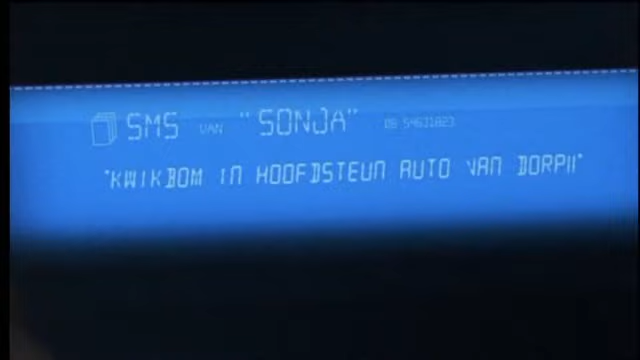 SMS VAN "SONJA" 06 54631823
"KWIKBOM IN HOOFDSTEUN AUTO VAN DORP!!"